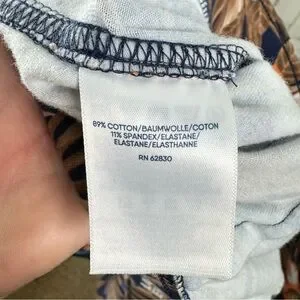 89% COTTON/BAUMWOLLE/COTON
11% SPANDEX/ELASTANE/
ELASTANE/ELASTHANNE
RN 62830